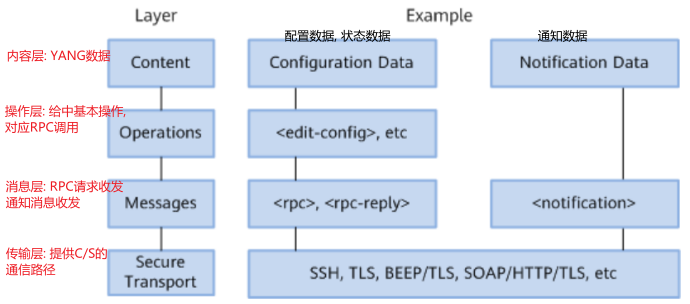 Layer
Example
配置数据, 状态数据
通知数据
内容层: YANG数据
Content
Configuration Data
Notification Data
操作层: 给中基本操作,
对应RPC调用
Operations
<edit-config>, etc
消息层: RPC请求收发
通知消息收发
Messages
<rpc>, <rpc-reply>
<notification>
传输层: 提供C/S的
通信路径
Secure
Transport
SSH, TLS, BEEP/TLS, SOAP/HTTP/TLS, etc